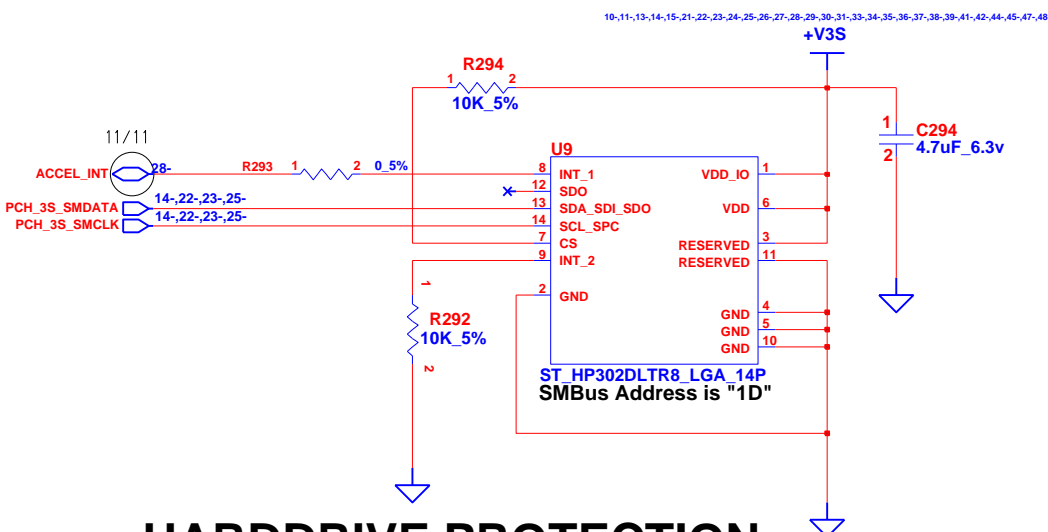 10-,11-,13-,14-,15-,21-,22-,23-,24-,25-,26-,27-,28-,29-,30-,31-,33-,34-,35-,36-,37-,38-,39-,41-,42-,44-,45-,47-,48
+V3S
R294
1 2
10K_5%
11/11
ACCEL_INT 28- R293 1 2 0_5%
PCH_3S_SMDATA 14-,22-,23-,25-
PCH_3S_SMCLK 14-,22-,23-,25-
U9
8 INT_1 VDD_IO 1
12 SDO
13 SDA_SDI_SDO VDD 6
14 SCL_SPC
7 CS RESERVED 3
9 INT_2 RESERVED 11
2 GND
GND 4
GND 5
GND 10
1 C294
4.7uF_6.3v
2
1
R292
10K_5%
2
ST_HP302DLTR8_LGA_14P
SMBus Address is "1D"
HARDDRIVE PROTECTION